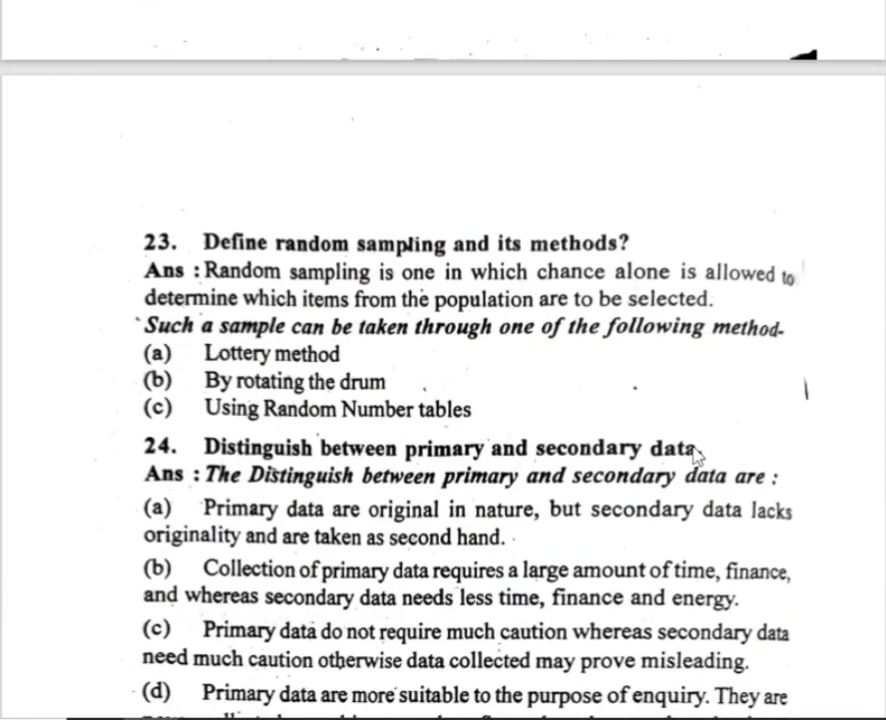 23. Define random sampling and its methods?
Ans : Random sampling is one in which chance alone is allowed to
determine which items from the population are to be selected.
Such a sample can be taken through one of the following method-
(a) Lottery method
(b) By rotating the drum
(c) Using Random Number tables
24. Distinguish between primary and secondary data
Ans : The Distinguish between primary and secondary data are :
(a) Primary data are original in nature, but secondary data lacks
originality and are taken as second hand.
(b) Collection of primary data requires a large amount of time, finance,
and whereas secondary data needs less time, finance and energy.
(c) Primary data do not require much caution whereas secondary data
need much caution otherwise data collected may prove misleading.
(d) Primary data are more suitable to the purpose of enquiry. They are